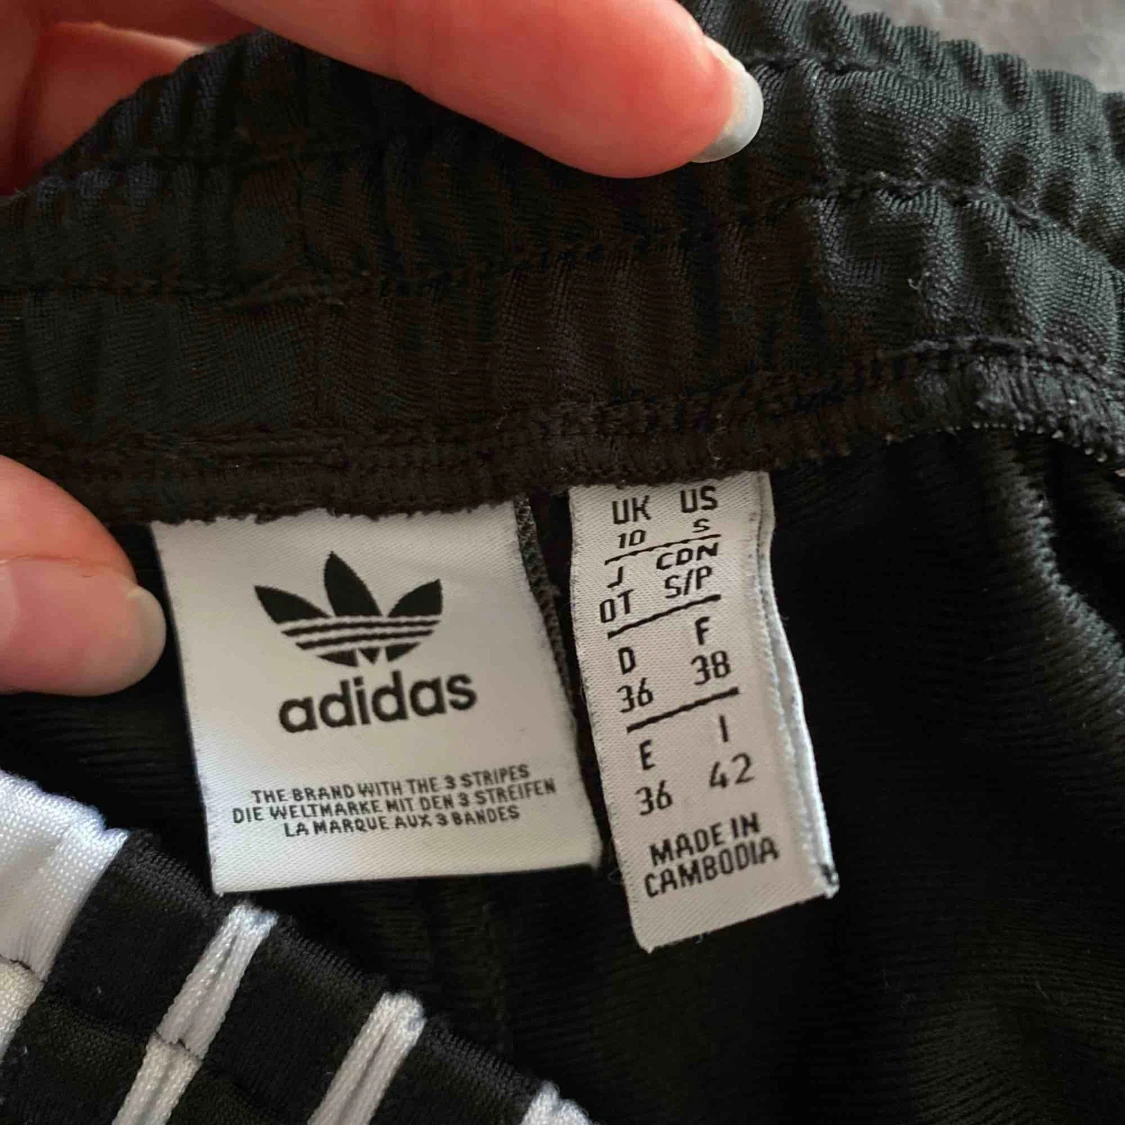 adidas
THE BRAND WITH THE 3 STRIPES
DIE WELTMARKE MIT DEN 3 STREIFEN
LA MARQUE AUX 3 BANDES
UK US
10 S
J CDN
OT S/P
D F
36 38
E I
36 42
MADE IN
CAMBODIA